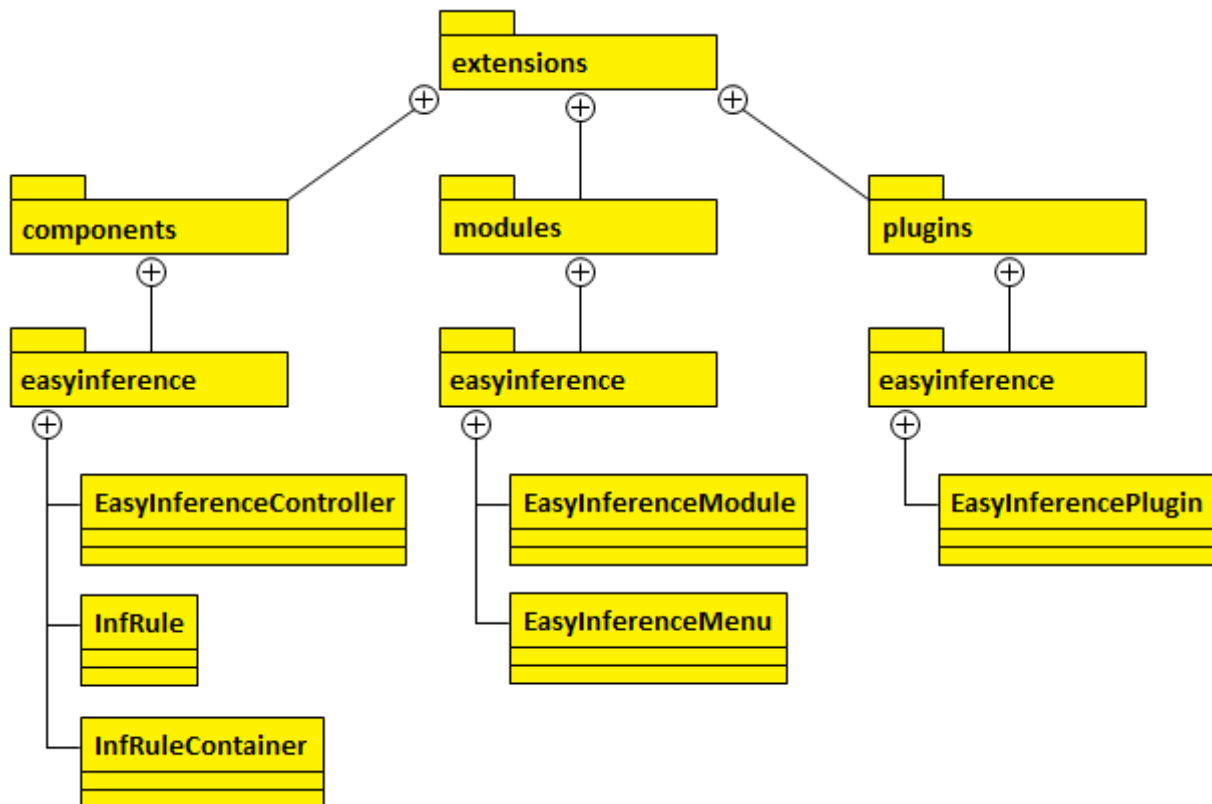 extensions
components
modules
plugins
easyinference
easyinference
easyinference
EasyInferenceController
EasyInferenceModule
EasyInferencePlugin
InfRule
EasyInferenceMenu
InfRuleContainer